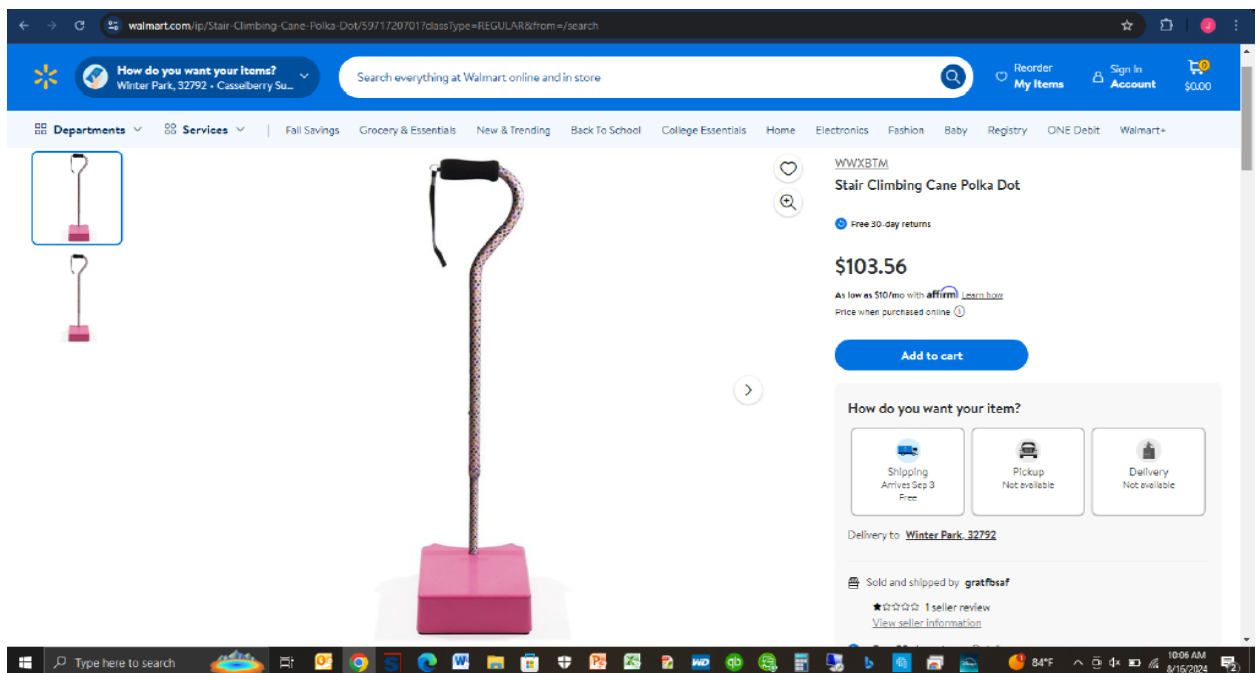 walmart.com/ip/Stair-Climbing-Cane-Polka-Dot/5971720701?classType=REGULAR&from=/search
How do you want your items?
Winter Park, 32792 • Casselberry Su...
Search everything at Walmart online and in store
Reorder
My Items
Sign In
Account
0
$0.00
Departments
Services
Fall Savings
Grocery & Essentials
New & Trending
Back To School
College Essentials
Home
Electronics
Fashion
Baby
Registry
ONE Debit
Walmart+
WWXBTM
Stair Climbing Cane Polka Dot
Free 30-day returns
$103.56
As low as $10/mo with affirm Learn how
Price when purchased online
Add to cart
How do you want your item?
Shipping
Arrives Sep 3
Free
Pickup
Not available
Delivery
Not available
Delivery to Winter Park, 32792
Sold and shipped by gratfbsaf
1 seller review
View seller information
Type here to search
84°F
10:06 AM
8/16/2024